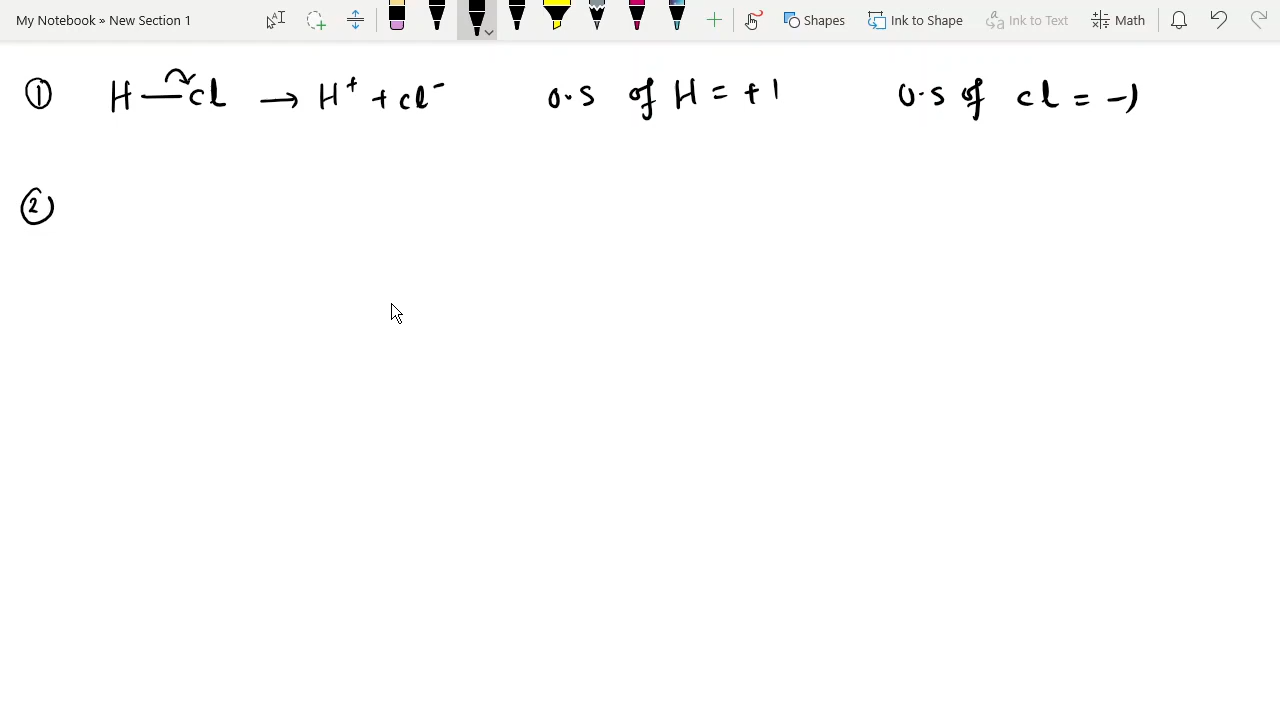 My Notebook » New Section 1 Shapes Ink to Shape Ink to Text Math
① H—Cl → H⁺ + Cl⁻ O.S of H = +1 O.S of Cl = -1
②